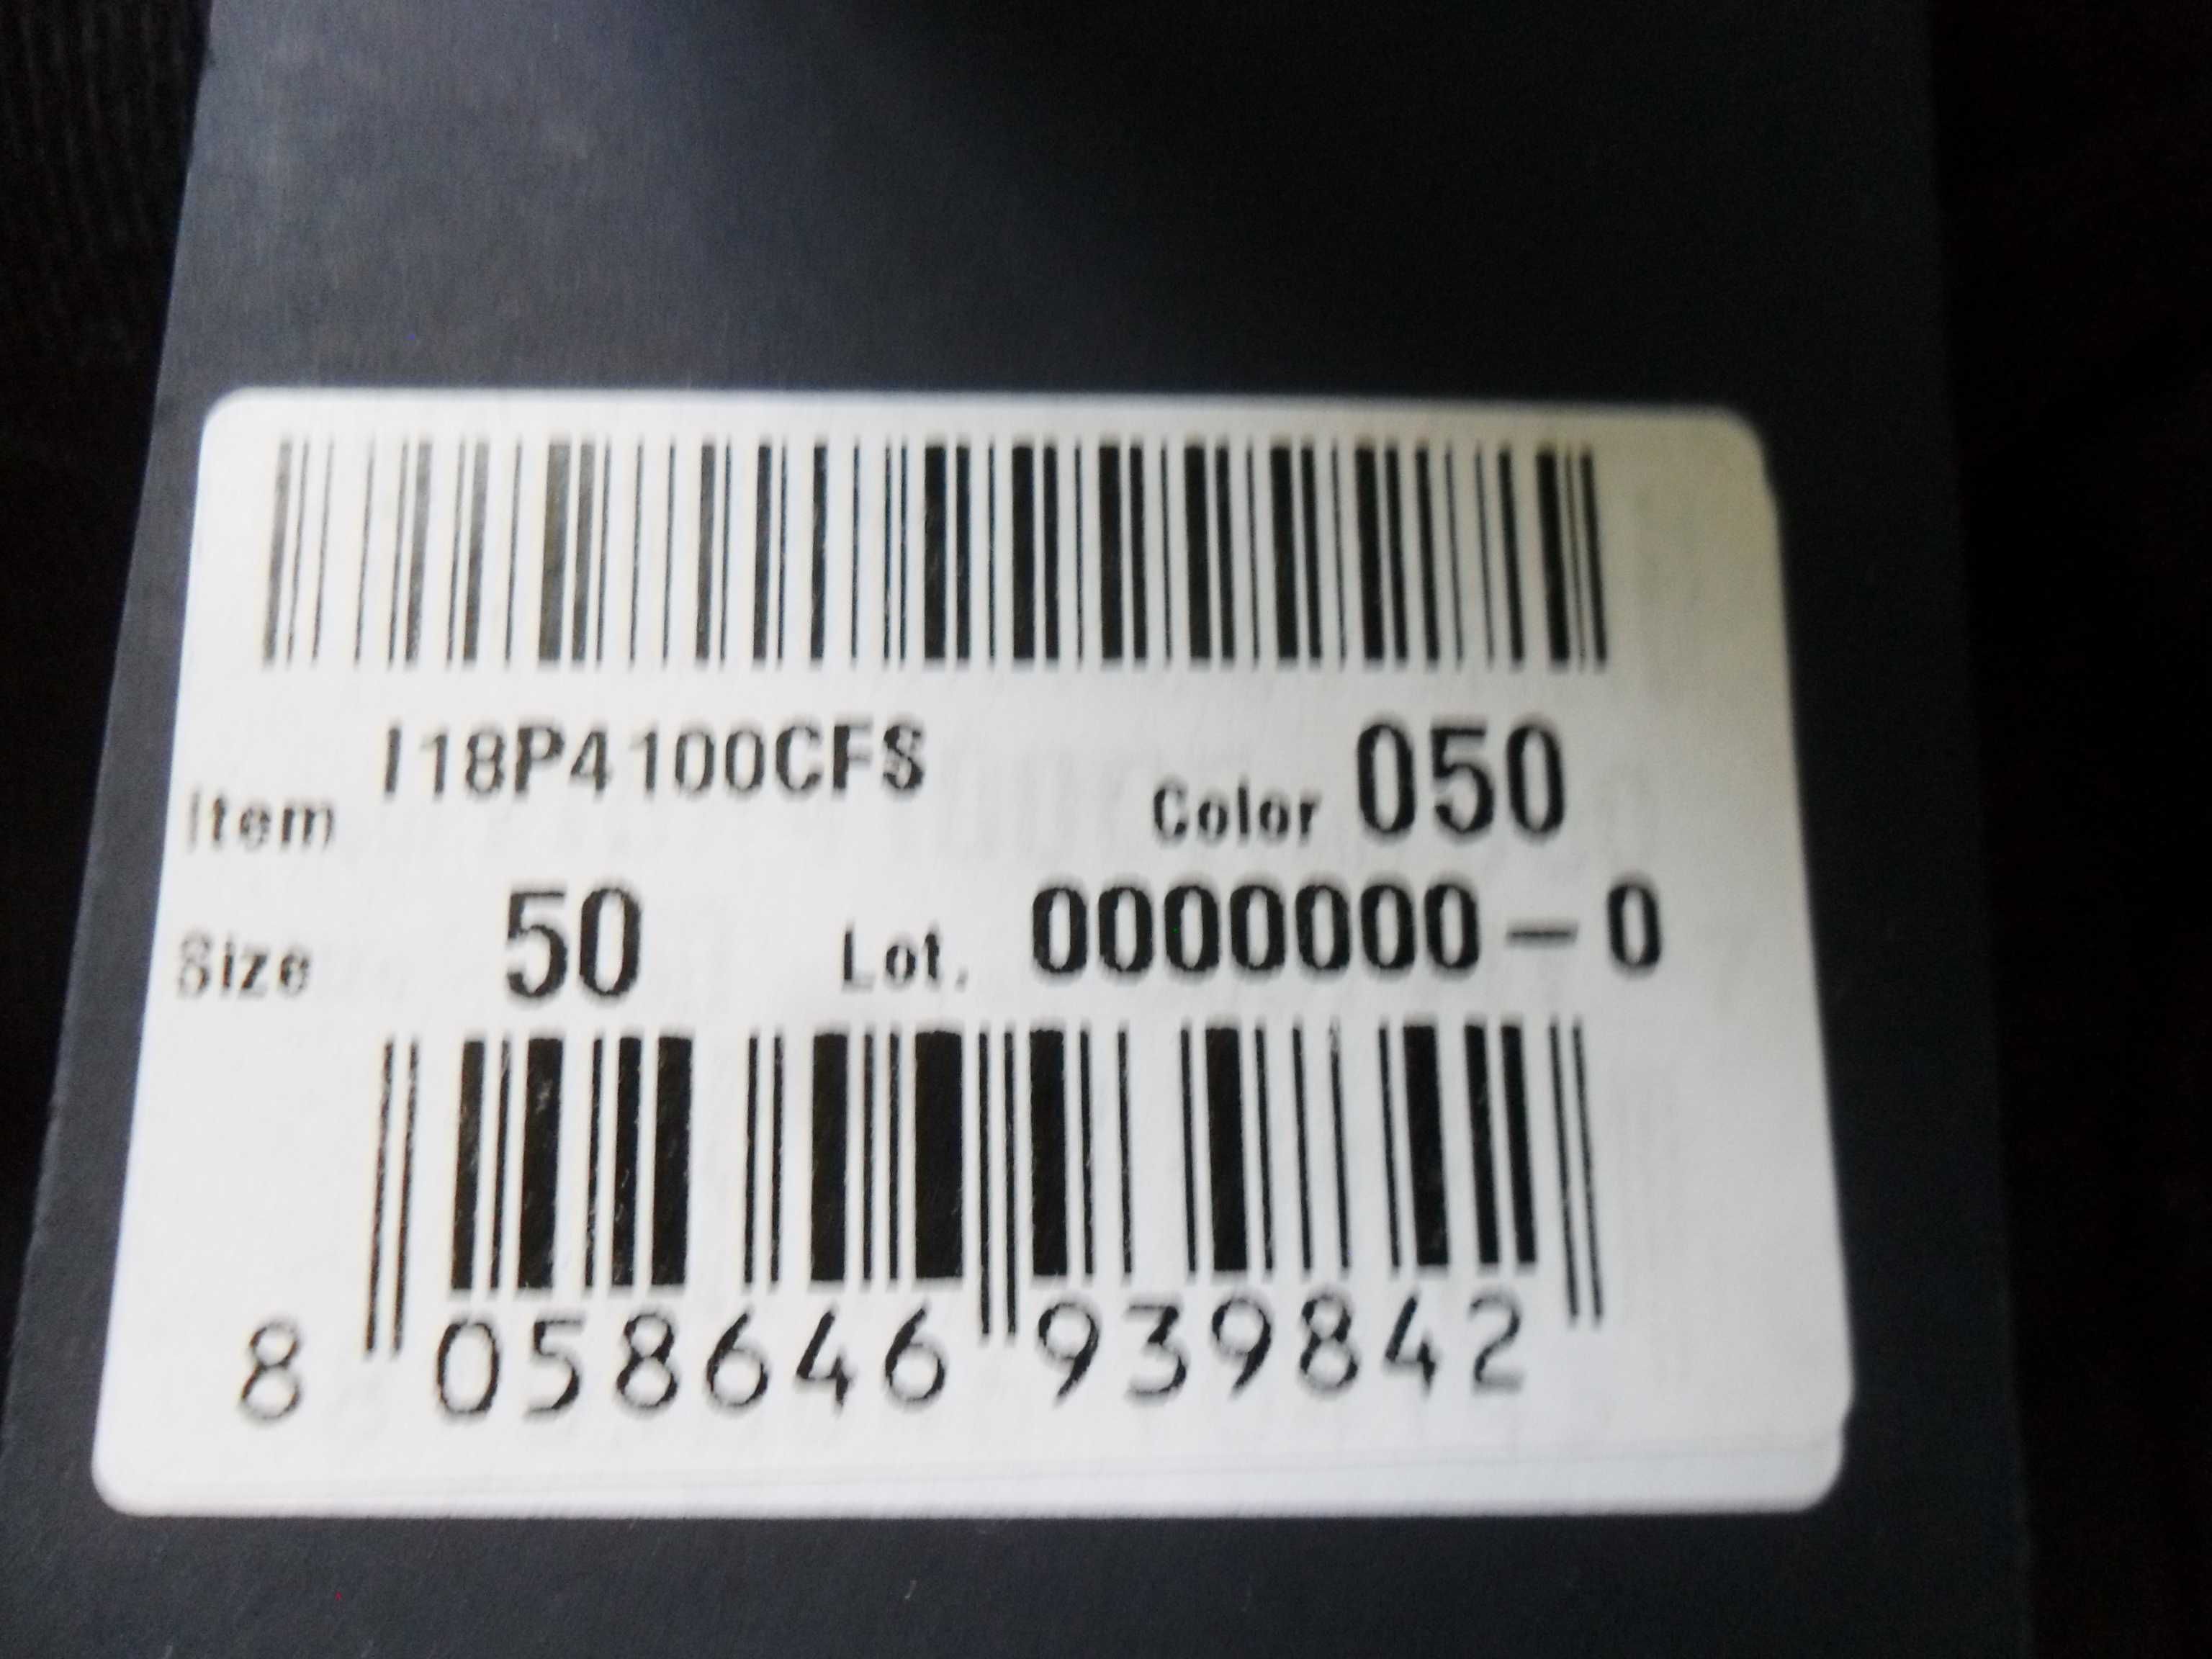 Item I18P4100CFS Color 050
Size 50 Lot. 0000000-0
8 058646 939842